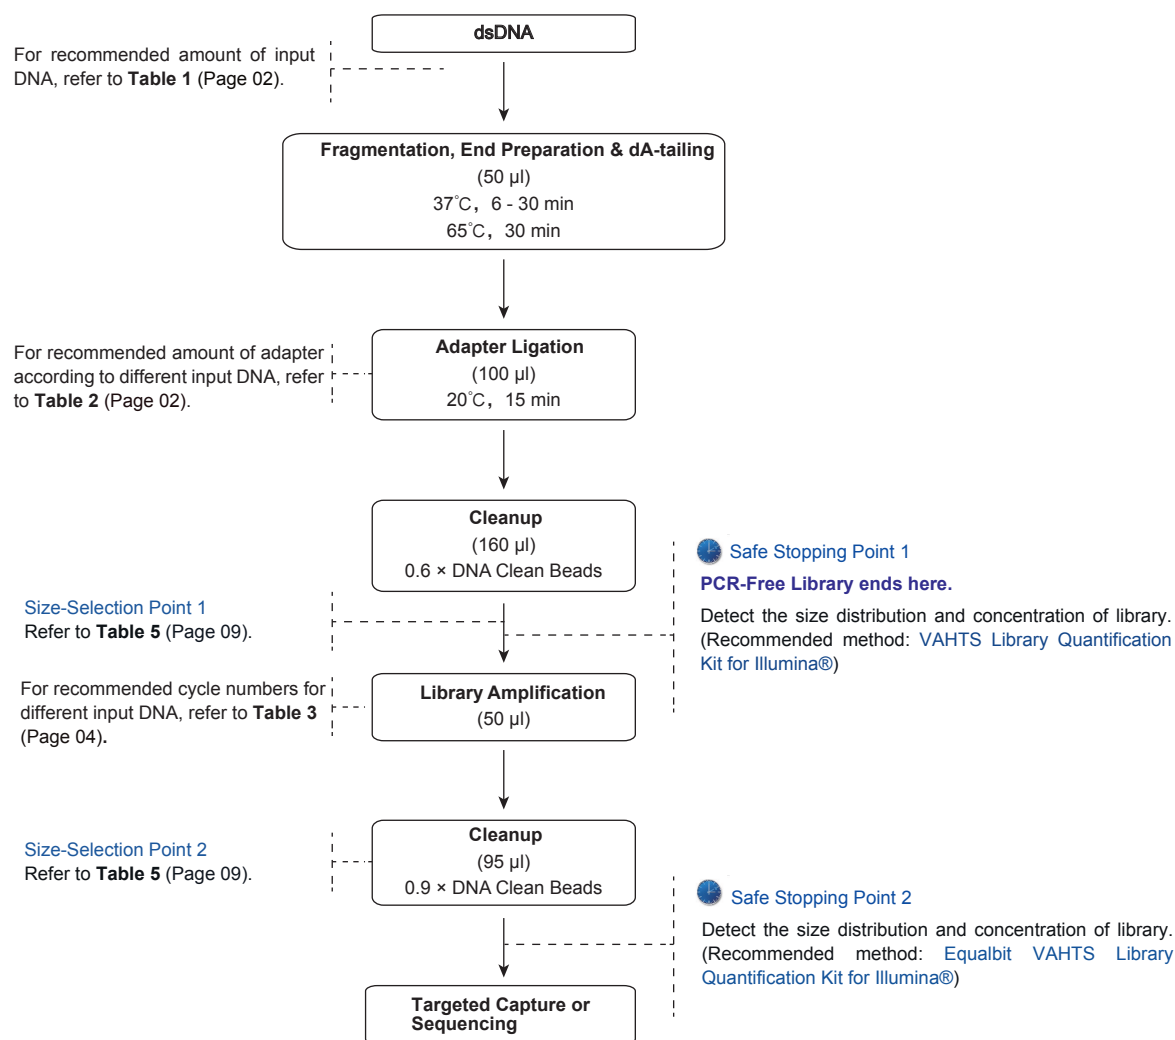 dsDNA
For recommended amount of input
DNA, refer to Table 1 (Page 02).
Fragmentation, End Preparation & dA-tailing
(50 µl)
37℃, 6 - 30 min
65℃, 30 min
For recommended amount of adapter
according to different input DNA, refer
to Table 2 (Page 02).
Adapter Ligation
(100 µl)
20℃, 15 min
Cleanup
(160 µl)
0.6 × DNA Clean Beads
Safe Stopping Point 1
PCR-Free Library ends here.
Detect the size distribution and concentration of library.
(Recommended method: VAHTS Library Quantification
Kit for Illumina®)
Size-Selection Point 1
Refer to Table 5 (Page 09).
For recommended cycle numbers for
different input DNA, refer to Table 3
(Page 04).
Library Amplification
(50 µl)
Size-Selection Point 2
Refer to Table 5 (Page 09).
Cleanup
(95 µl)
0.9 × DNA Clean Beads
Safe Stopping Point 2
Detect the size distribution and concentration of library.
(Recommended method: Equalbit VAHTS Library
Quantification Kit for Illumina®)
Targeted Capture or
Sequencing